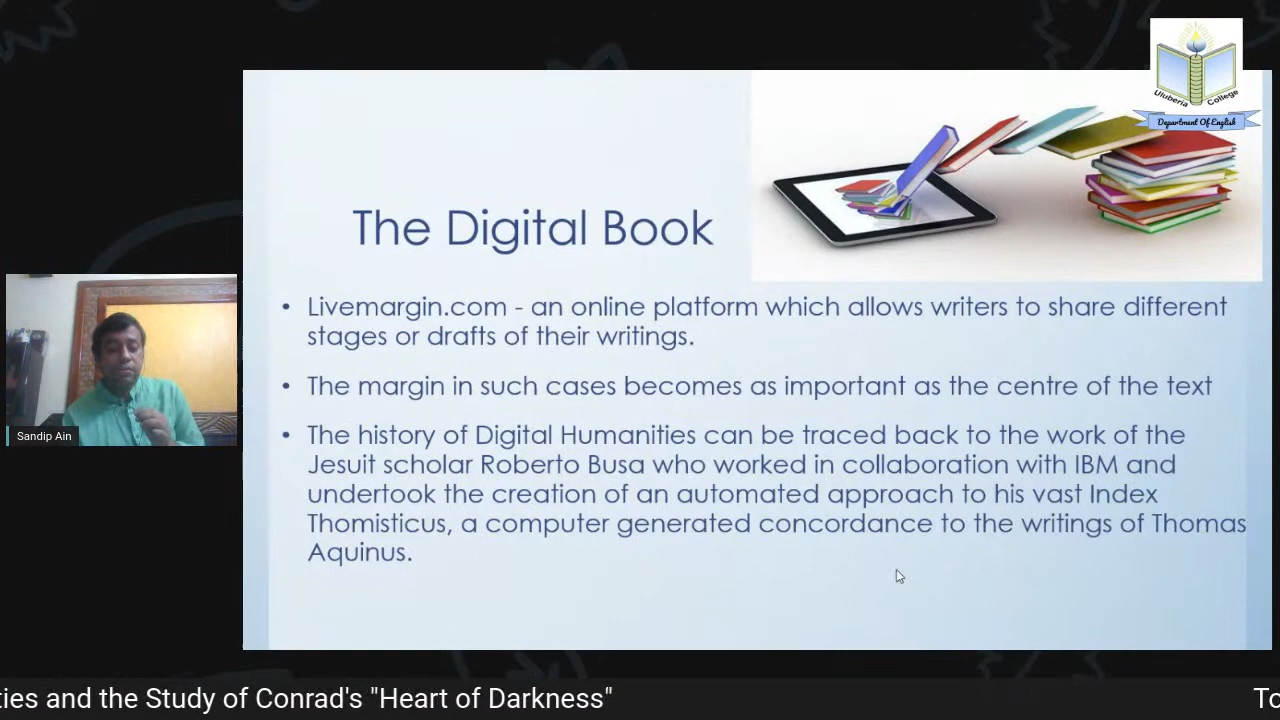 Uluberia College
Department Of English
The Digital Book
• Livemargin.com - an online platform which allows writers to share different
stages or drafts of their writings.
• The margin in such cases becomes as important as the centre of the text
• The history of Digital Humanities can be traced back to the work of the
Jesuit scholar Roberto Busa who worked in collaboration with IBM and
undertook the creation of an automated approach to his vast Index
Thomisticus, a computer generated concordance to the writings of Thomas
Aquinus.
Sandip Ain
ties and the Study of Conrad's "Heart of Darkness" To